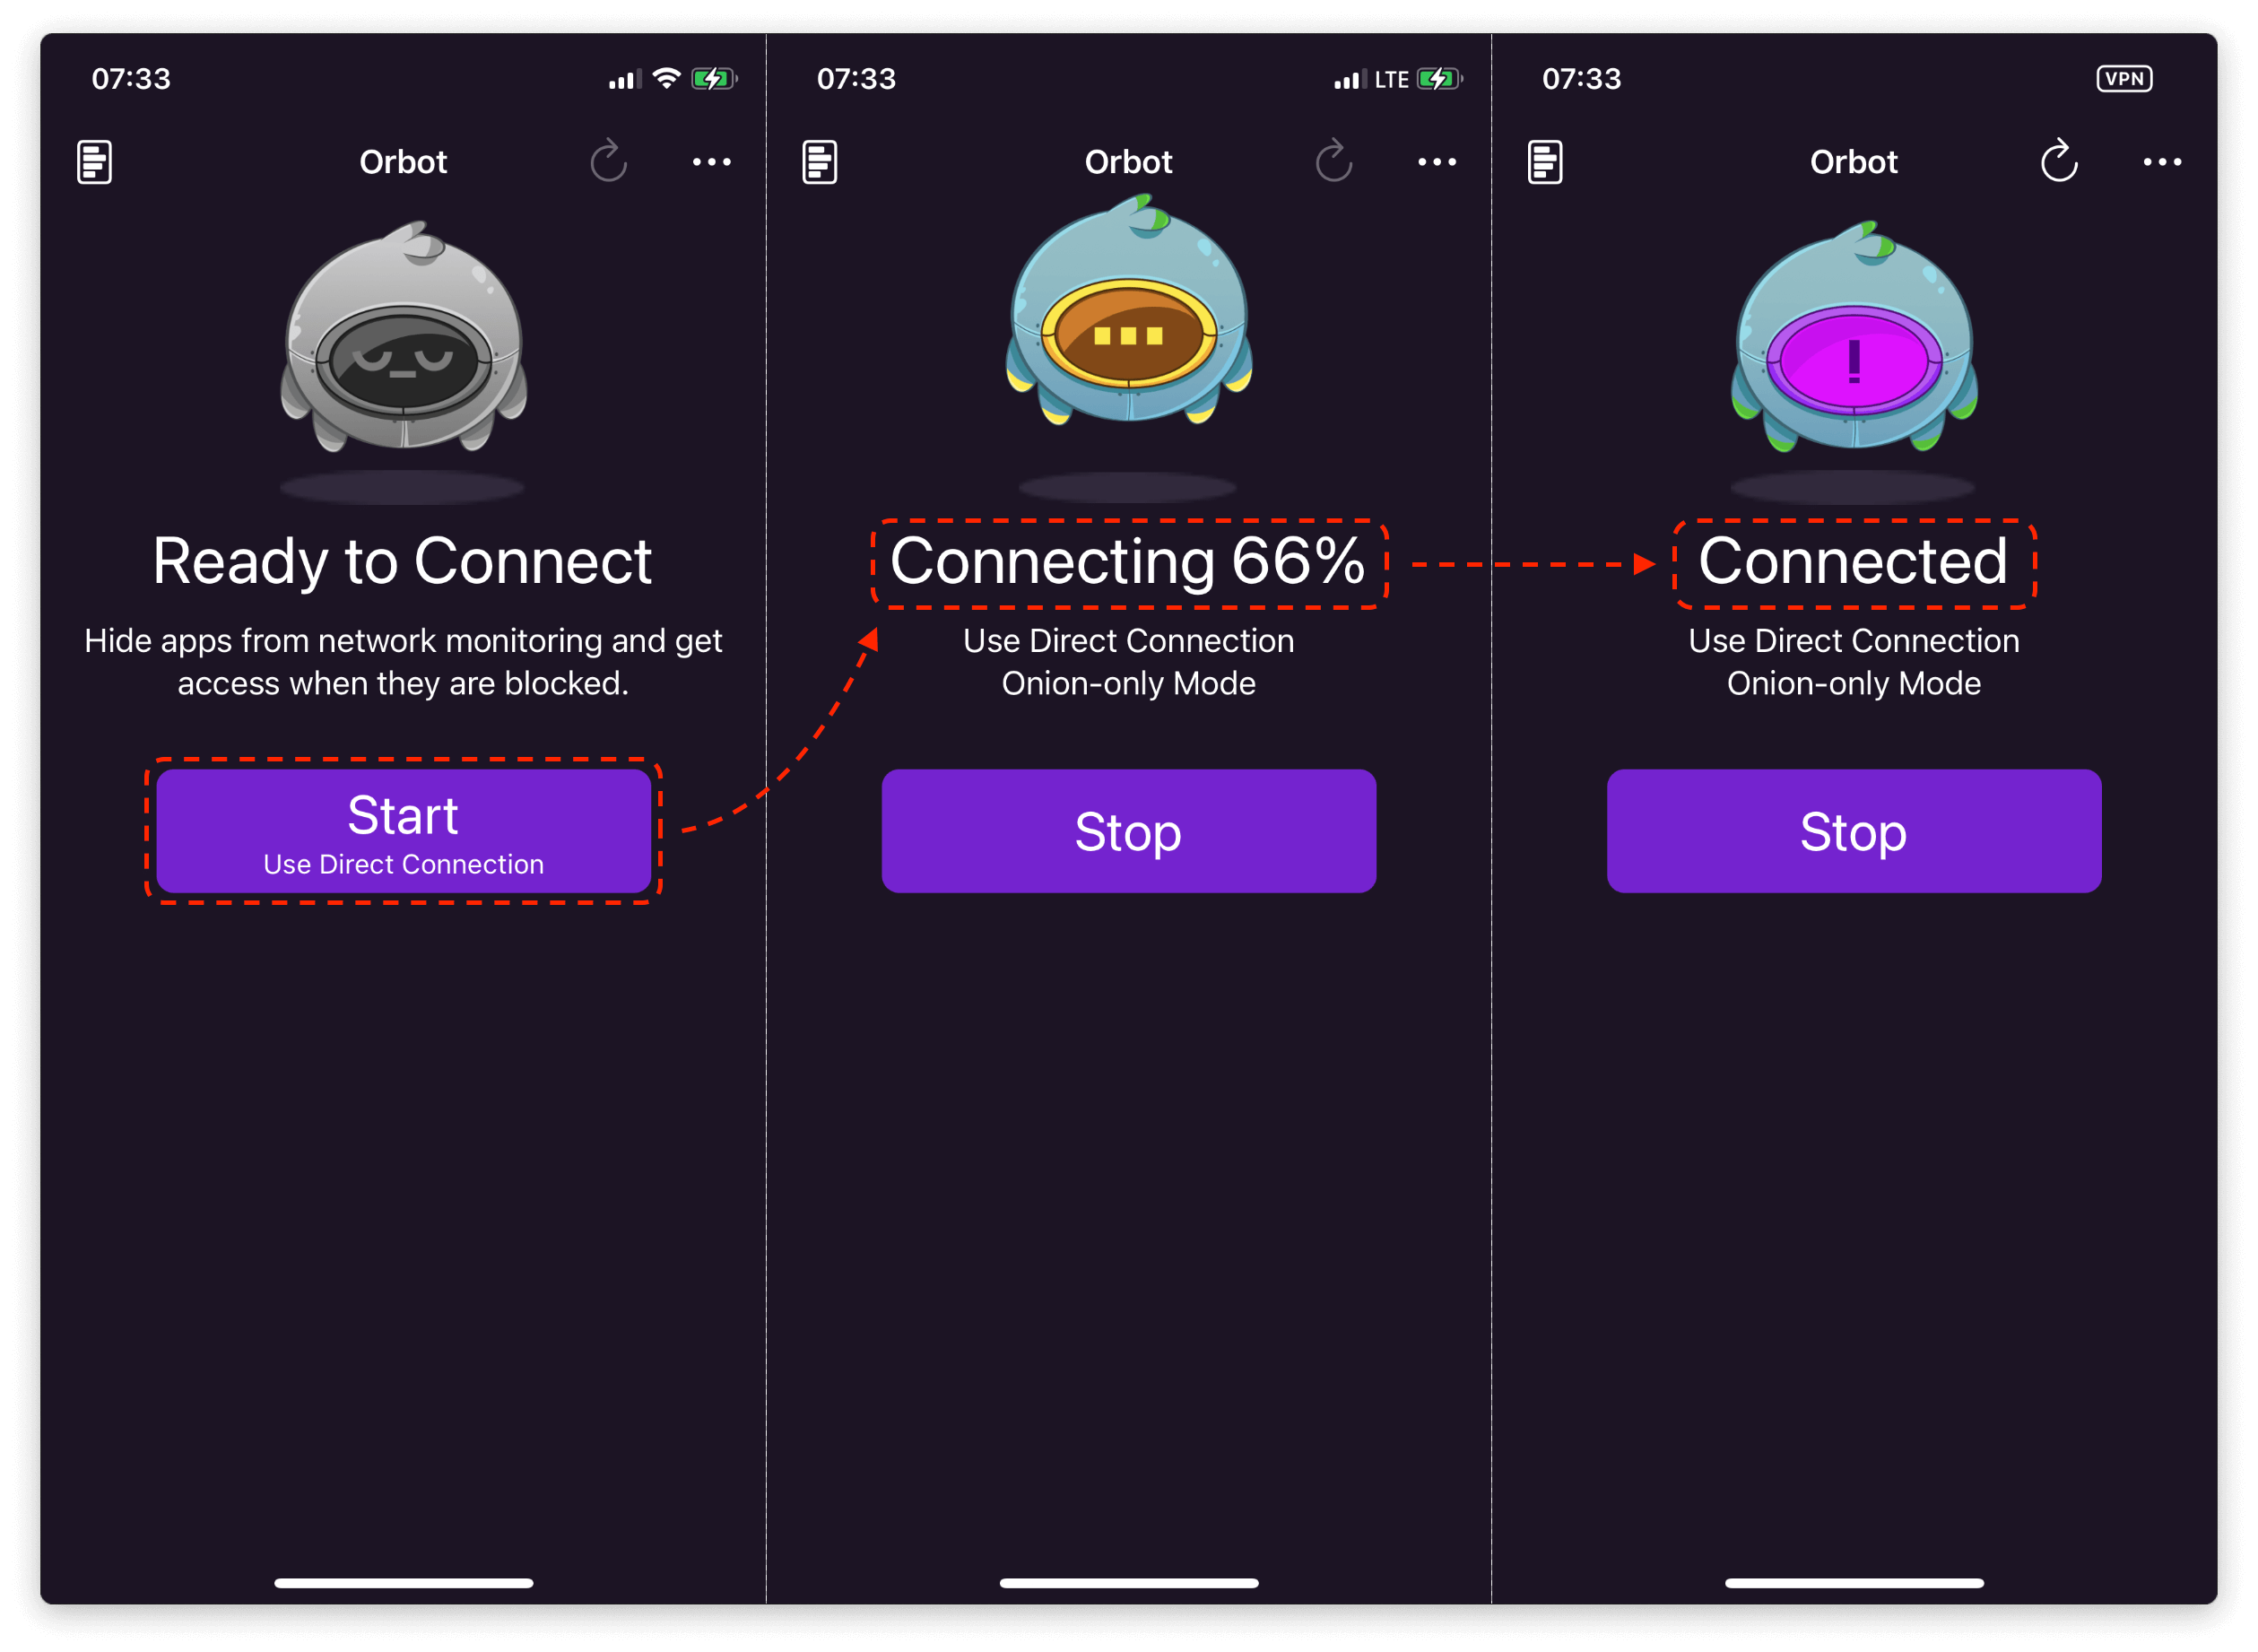 07:33
Orbot
Ready to Connect
Hide apps from network monitoring and get
access when they are blocked.
Start
Use Direct Connection
07:33
LTE
Orbot
Connecting 66%
Use Direct Connection
Onion-only Mode
Stop
07:33
VPN
Orbot
!
Connected
Use Direct Connection
Onion-only Mode
Stop